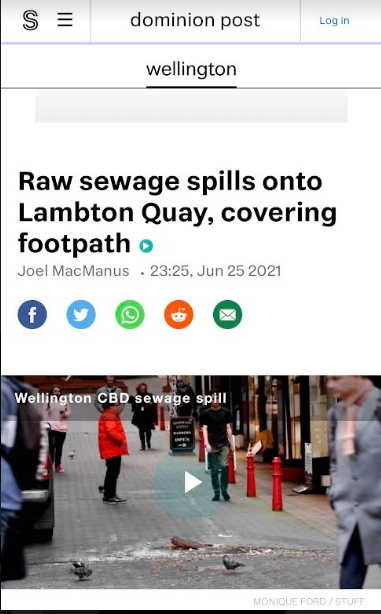 S
dominion post
Log in
wellington
Raw sewage spills onto
Lambton Quay, covering
footpath
Joel MacManus • 23:25, Jun 25 2021
Wellington CBD sewage spill
OPEN
MONIQUE FORD / STUFF